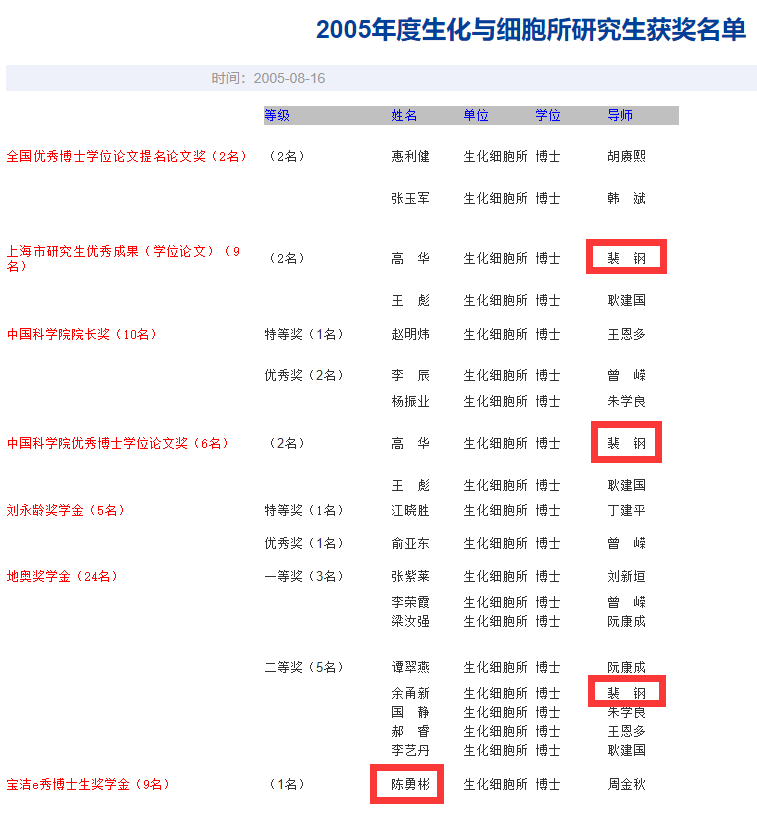 2005年度生化与细胞所研究生获奖名单
时间：2005-08-16
等级 姓名 单位 学位 导师
全国优秀博士学位论文提名论文奖（2名） （2名） 惠利健 生化细胞所 博士 胡赓熙
张玉军 生化细胞所 博士 韩 斌
上海市研究生优秀成果（学位论文）（9名） （2名） 高 华 生化细胞所 博士 裴 钢
王 彪 生化细胞所 博士 耿建国
中国科学院院长奖（10名） 特等奖（1名） 赵明炜 生化细胞所 博士 王恩多
优秀奖（2名） 李 辰 生化细胞所 博士 曾 嵘
杨振业 生化细胞所 博士 朱学良
中国科学院优秀博士学位论文奖（6名） （2名） 高 华 生化细胞所 博士 裴 钢
王 彪 生化细胞所 博士 耿建国
刘永龄奖学金（5名） 特等奖（1名） 江晓胜 生化细胞所 博士 丁建平
优秀奖（1名） 俞亚东 生化细胞所 博士 曾 嵘
地奥奖学金（24名） 一等奖（3名） 张紫莱 生化细胞所 博士 刘新垣
李荣霞 生化细胞所 博士 曾 嵘
梁汝强 生化细胞所 博士 阮康成
二等奖（5名） 谭翠燕 生化细胞所 博士 阮康成
余甬新 生化细胞所 博士 裴 钢
国 静 生化细胞所 博士 朱学良
郝 睿 生化细胞所 博士 王恩多
李艺丹 生化细胞所 博士 耿建国
宝洁e秀博士生奖学金（9名） （1名） 陈勇彬 生化细胞所 博士 周金秋